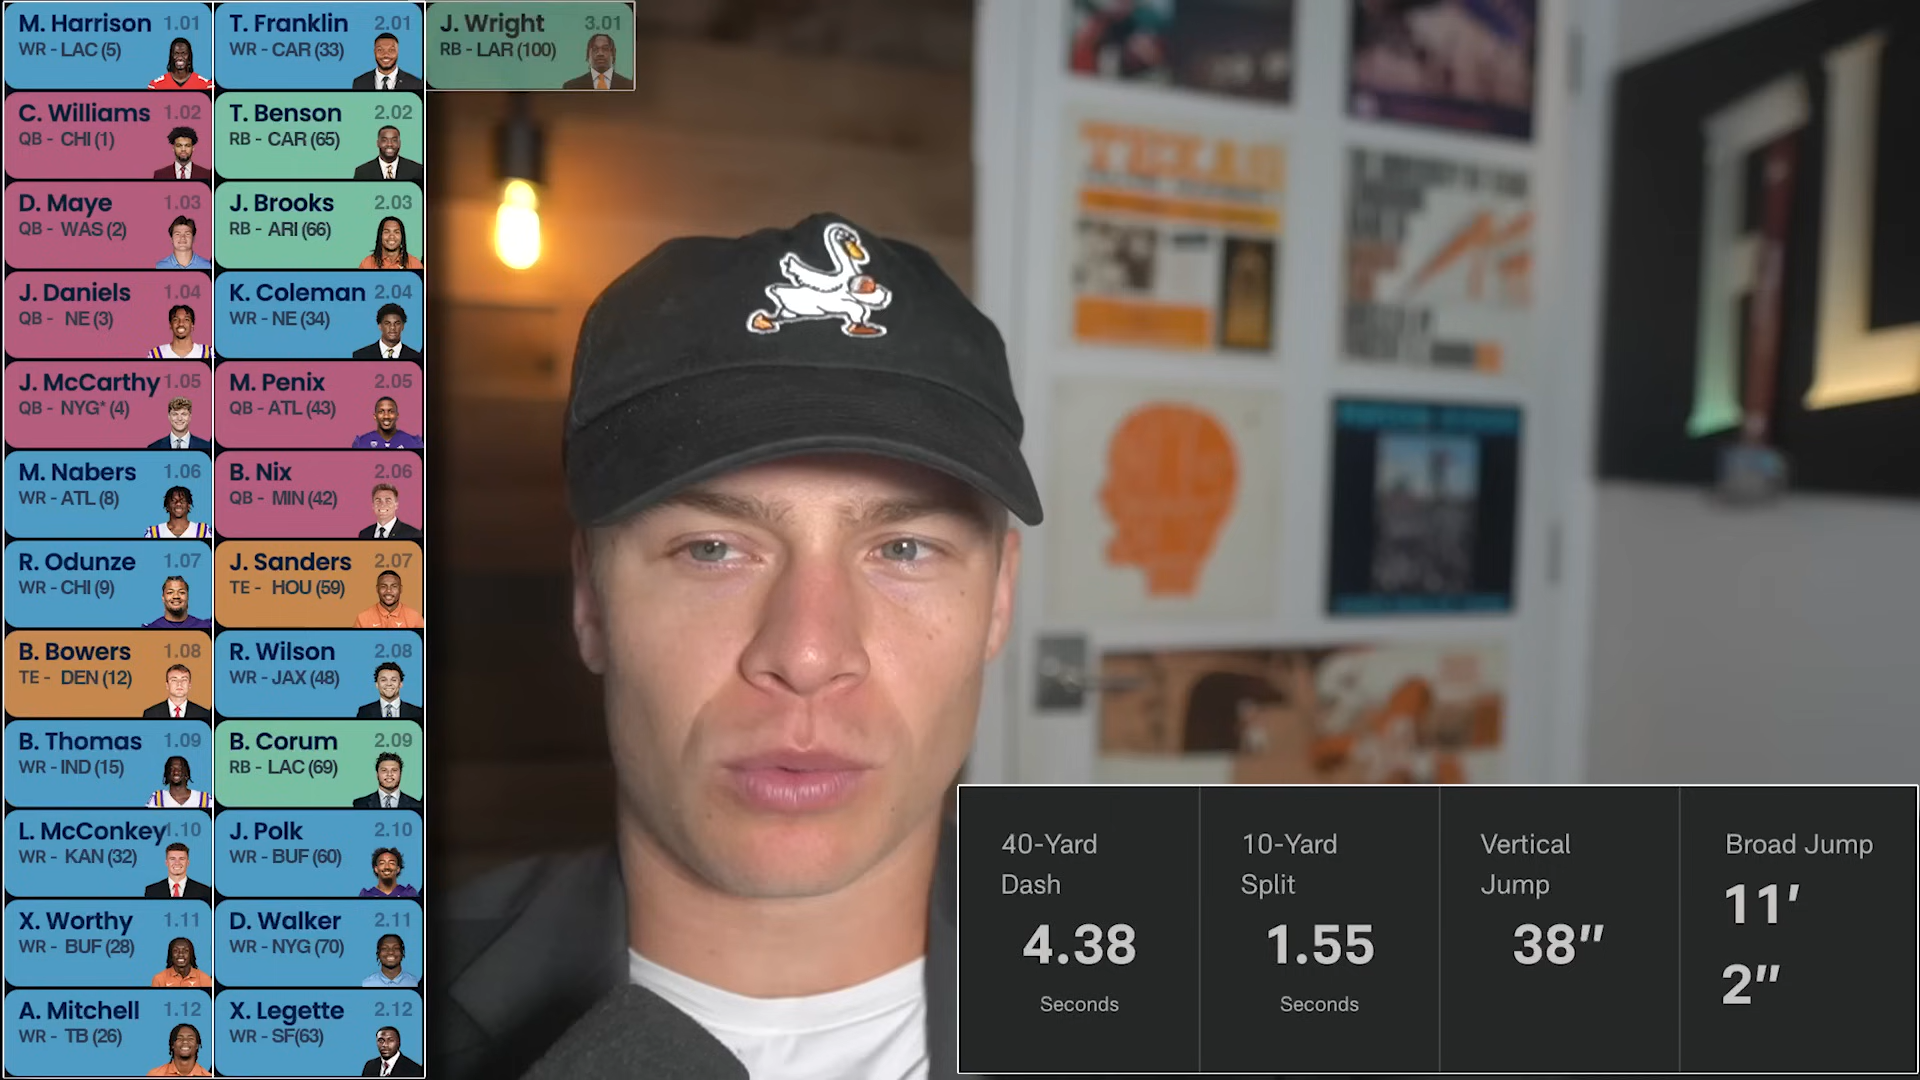 M. Harrison 1.01
WR - LAC (5)
C. Williams 1.02
QB - CHI (1)
D. Maye 1.03
QB - WAS (2)
J. Daniels 1.04
QB - NE (3)
J. McCarthy 1.05
QB - NYG* (4)
M. Nabers 1.06
WR - ATL (8)
R. Odunze 1.07
WR - CHI (9)
B. Bowers 1.08
TE - DEN (12)
B. Thomas 1.09
WR - IND (15)
L. McConkey 1.10
WR - KAN (32)
X. Worthy 1.11
WR - BUF (28)
A. Mitchell 1.12
WR - TB (26)
T. Franklin 2.01
WR - CAR (33)
T. Benson 2.02
RB - CAR (65)
J. Brooks 2.03
RB - ARI (66)
K. Coleman 2.04
WR - NE (34)
M. Penix 2.05
QB - ATL (43)
B. Nix 2.06
QB - MIN (42)
J. Sanders 2.07
TE - HOU (59)
R. Wilson 2.08
WR - JAX (48)
B. Corum 2.09
RB - LAC (69)
J. Polk 2.10
WR - BUF (60)
D. Walker 2.11
WR - NYG (70)
X. Legette 2.12
WR - SF(63)
J. Wright 3.01
RB - LAR (100)
TEXAS
FL
40-Yard
Dash
4.38
Seconds
10-Yard
Split
1.55
Seconds
Vertical
Jump
38"
Broad Jump
11'
2"